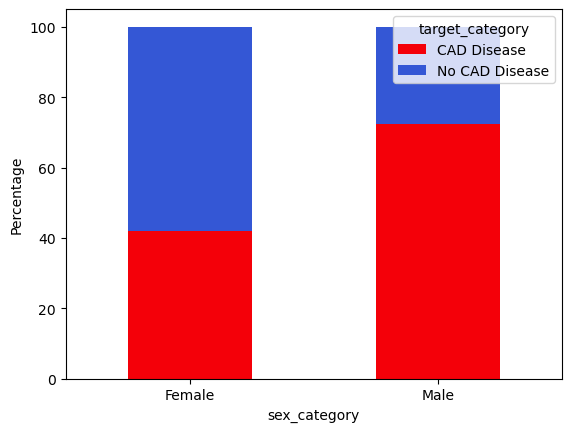 target_category
CAD Disease
No CAD Disease
100
80
60
40
20
0
Percentage
Female
Male
sex_category